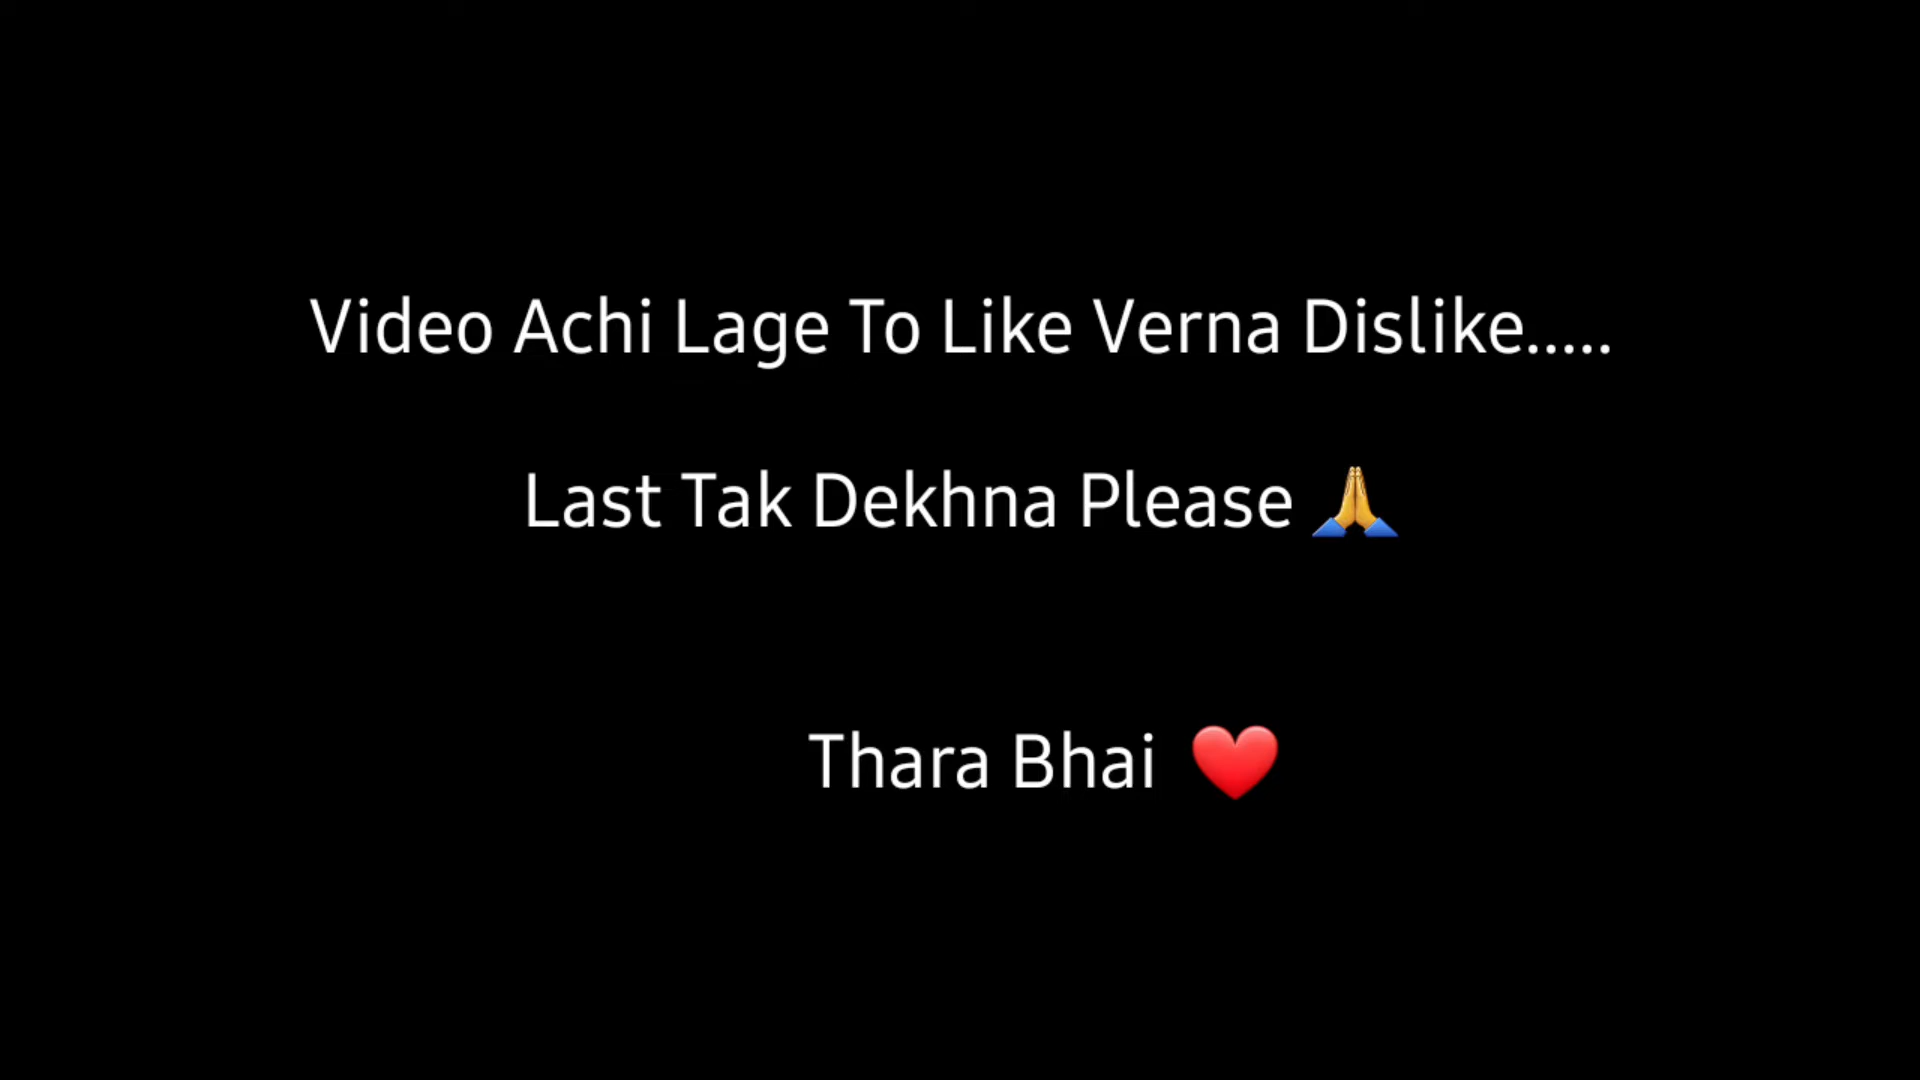 Video Achi Lage To Like Verna Dislike.....
Last Tak Dekhna Please 🙏
Thara Bhai ❤️